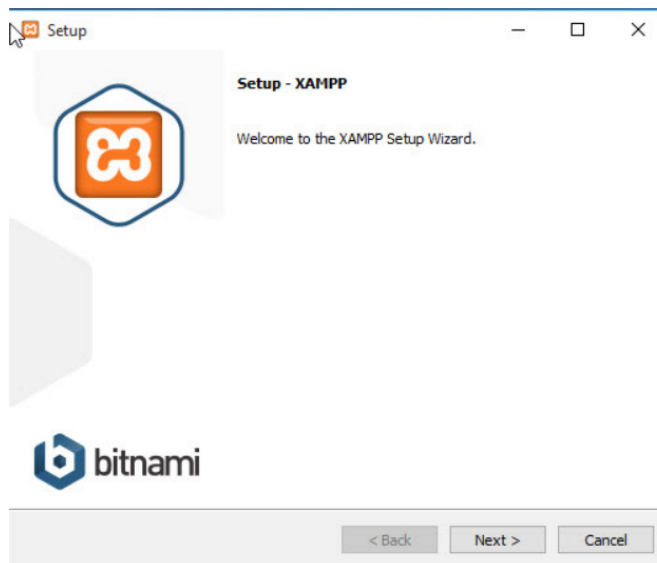 Setup
Setup - XAMPP
Welcome to the XAMPP Setup Wizard.
bitnami
< Back
Next >
Cancel